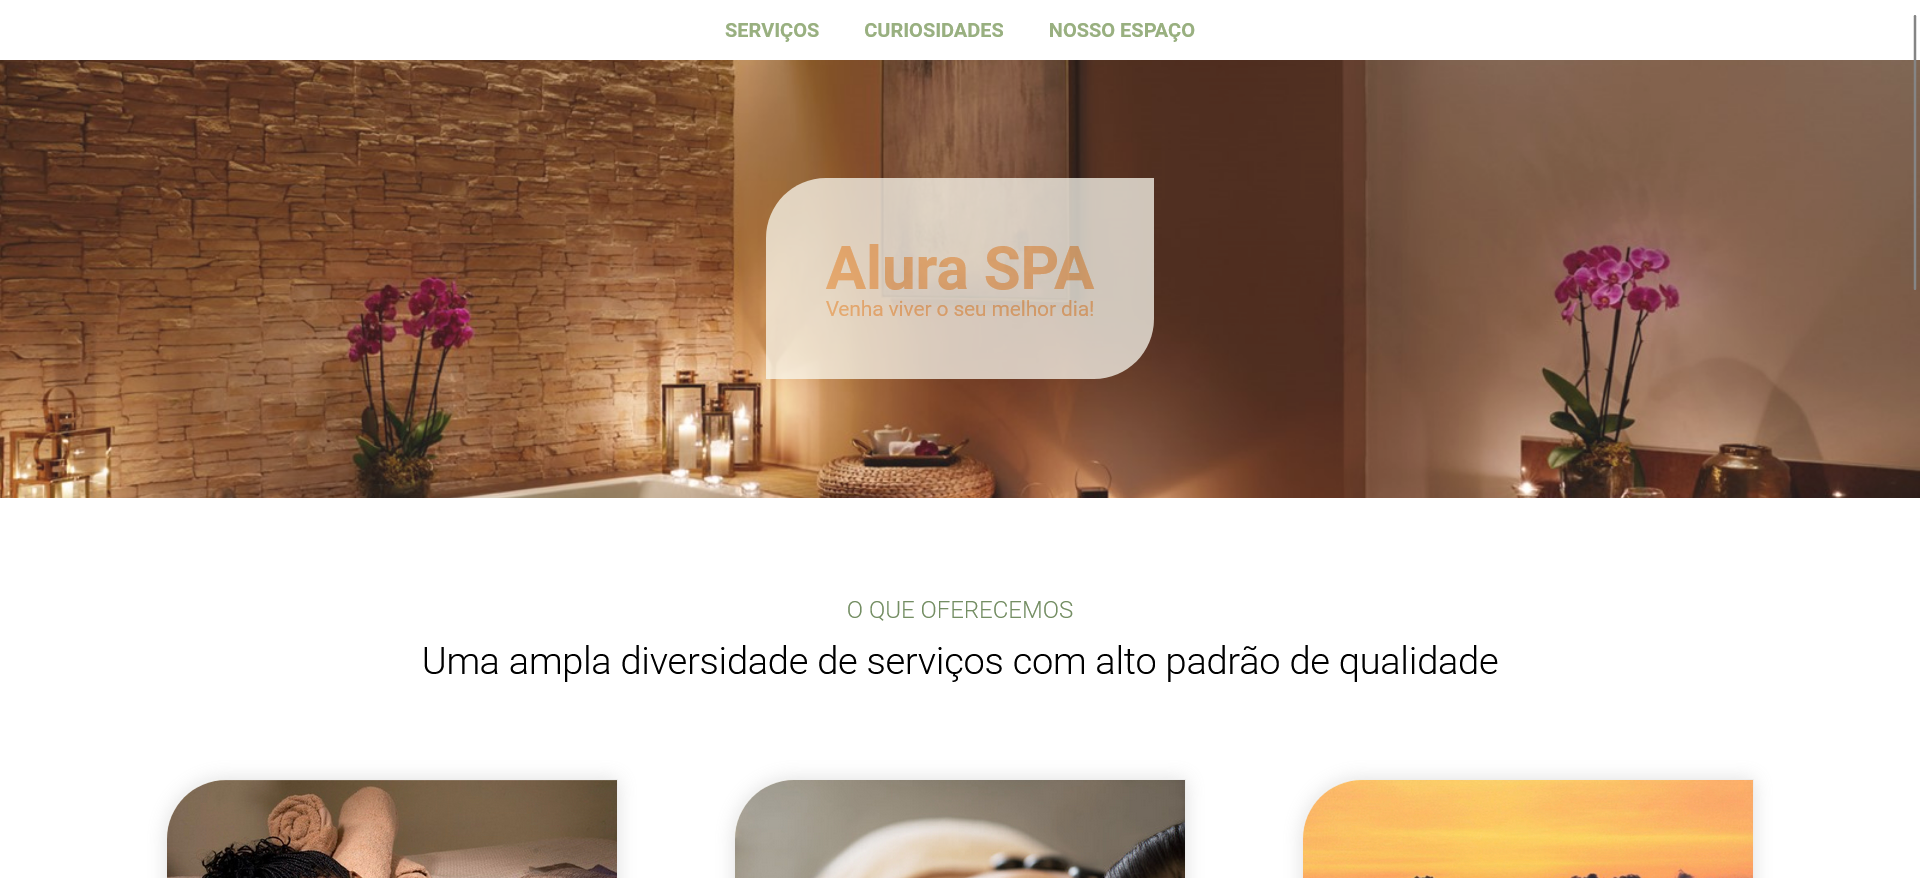 SERVIÇOS CURIOSIDADES NOSSO ESPAÇO
Alura SPA
Venha viver o seu melhor dia!
O QUE OFERECEMOS
Uma ampla diversidade de serviços com alto padrão de qualidade